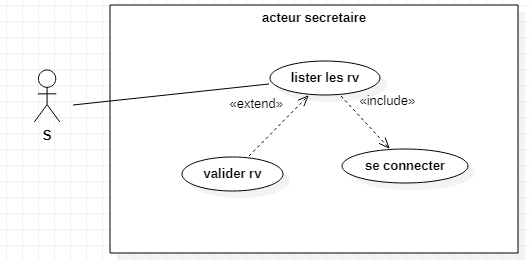 acteur secretaire
lister les rv
«extend»
«include»
S
valider rv
se connecter